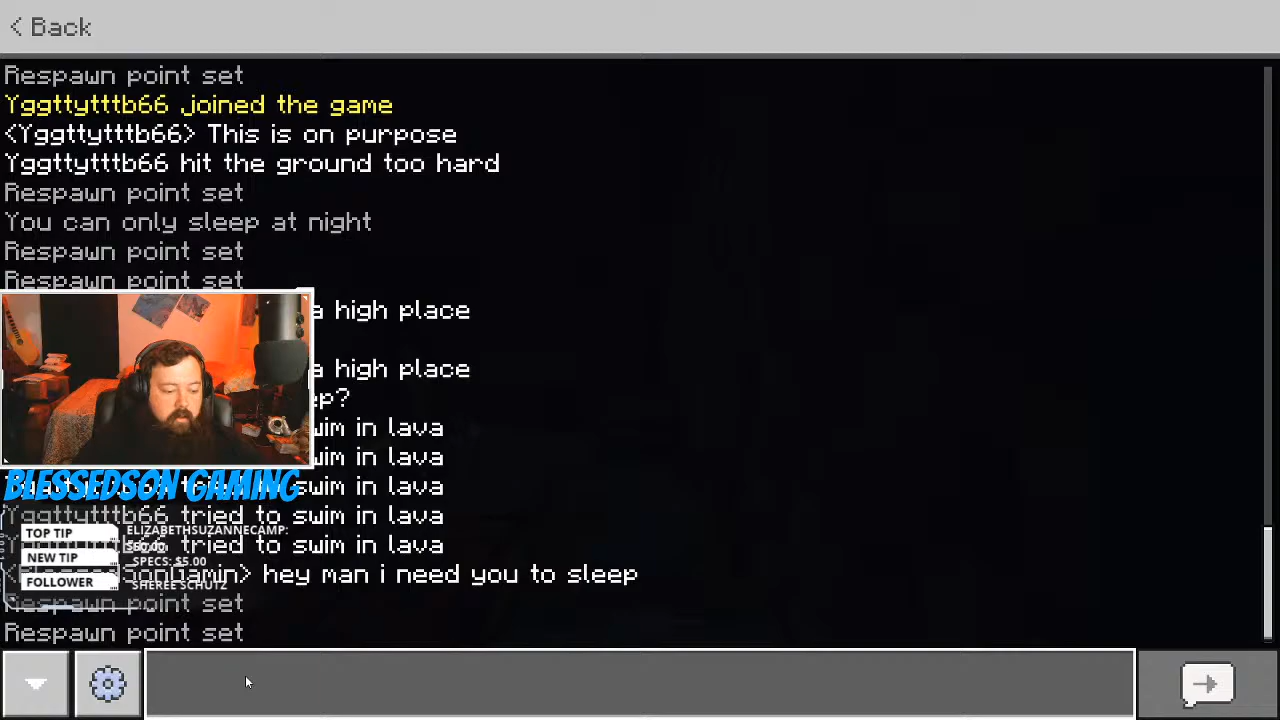 < Back
Respawn point set
Yggttytttb66 joined the game
<Yggttytttb66> This is on purpose
Yggttytttb66 hit the ground too hard
Respawn point set
You can only sleep at night
Respawn point set
Respawn point set
a high place
a high place
swim in lava
swim in lava
tried to swim in lava
BLESSEDSON GAMING
Yggttytttb66 tried to swim in lava
TOP TIP ELIZABETHSUZANNECAMP:
tried to swim in lava
NEW TIP SPECS: $5.00
hey man i need you to sleep
FOLLOWER SHEREE SCHUTZ
Respawn point set
Respawn point set